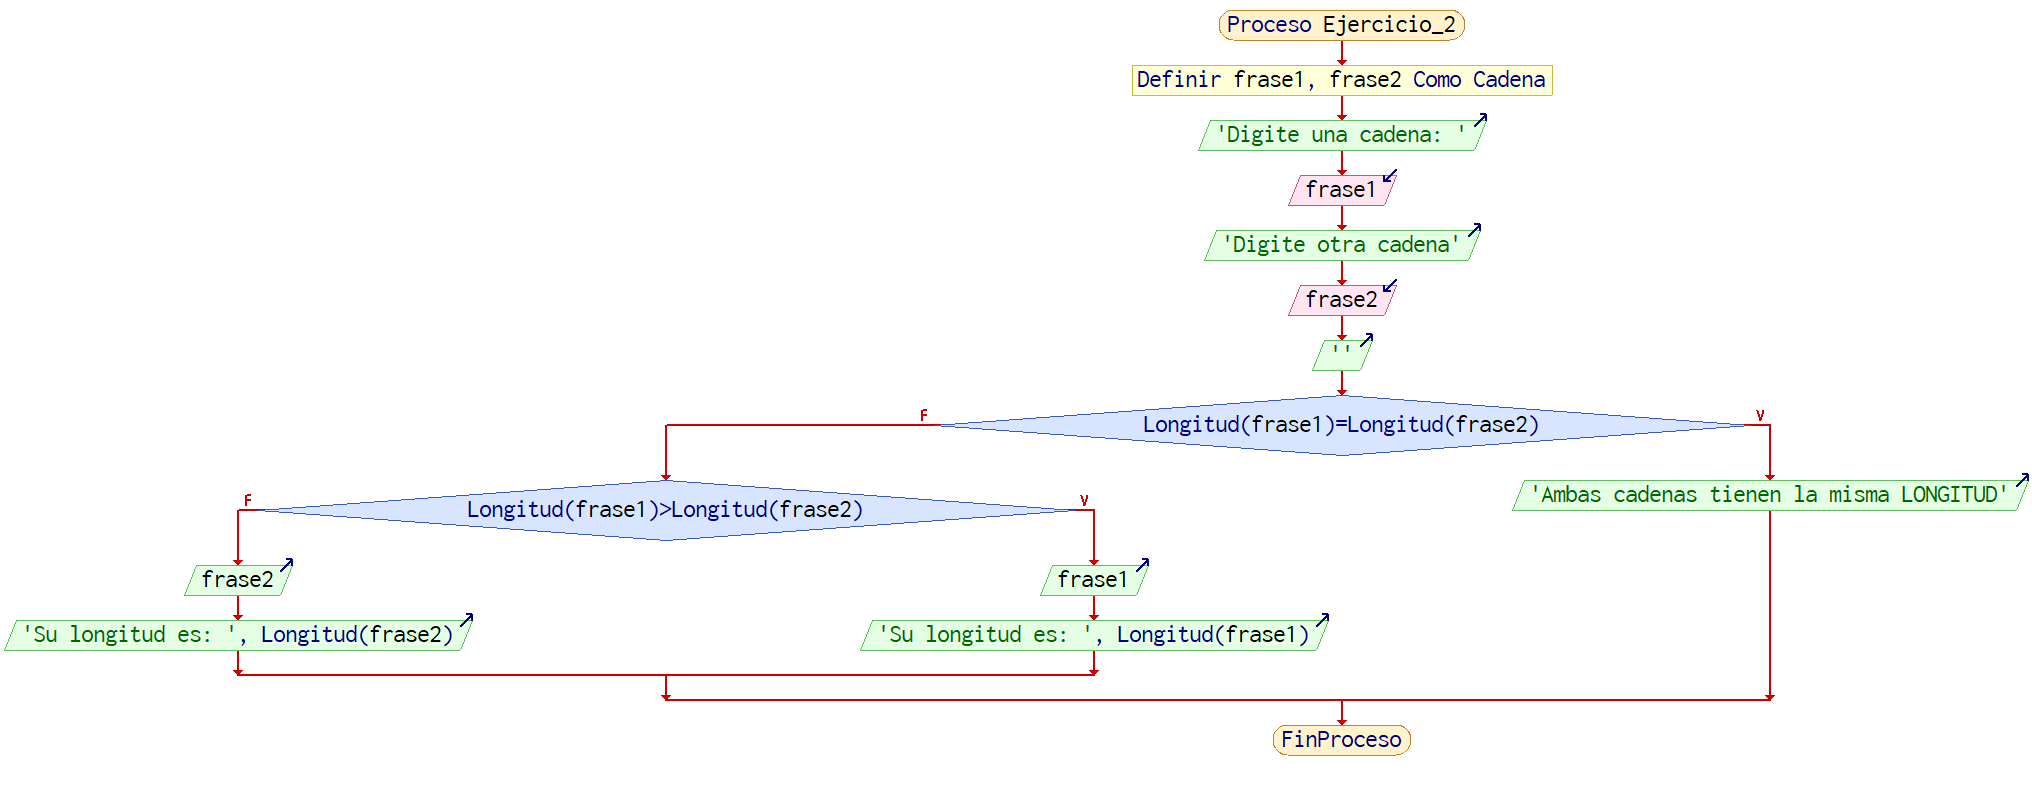 Proceso Ejercicio_2
Definir frase1, frase2 Como Cadena
'Digite una cadena: '
frase1
'Digite otra cadena'
frase2
''
F
Longitud(frase1)=Longitud(frase2)
V
F
Longitud(frase1)>Longitud(frase2)
V
'Ambas cadenas tienen la misma LONGITUD'
frase2
frase1
'Su longitud es: ', Longitud(frase2)
'Su longitud es: ', Longitud(frase1)
FinProceso